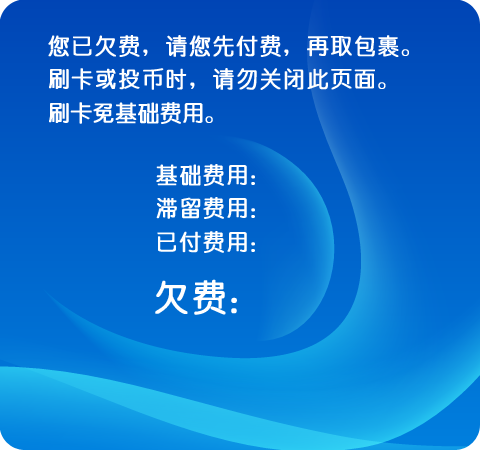 您已欠费，请您先付费，再取包裹。
刷卡或投币时，请勿关闭此页面。
刷卡免基础费用。
基础费用:
滞留费用:
已付费用:
欠费: